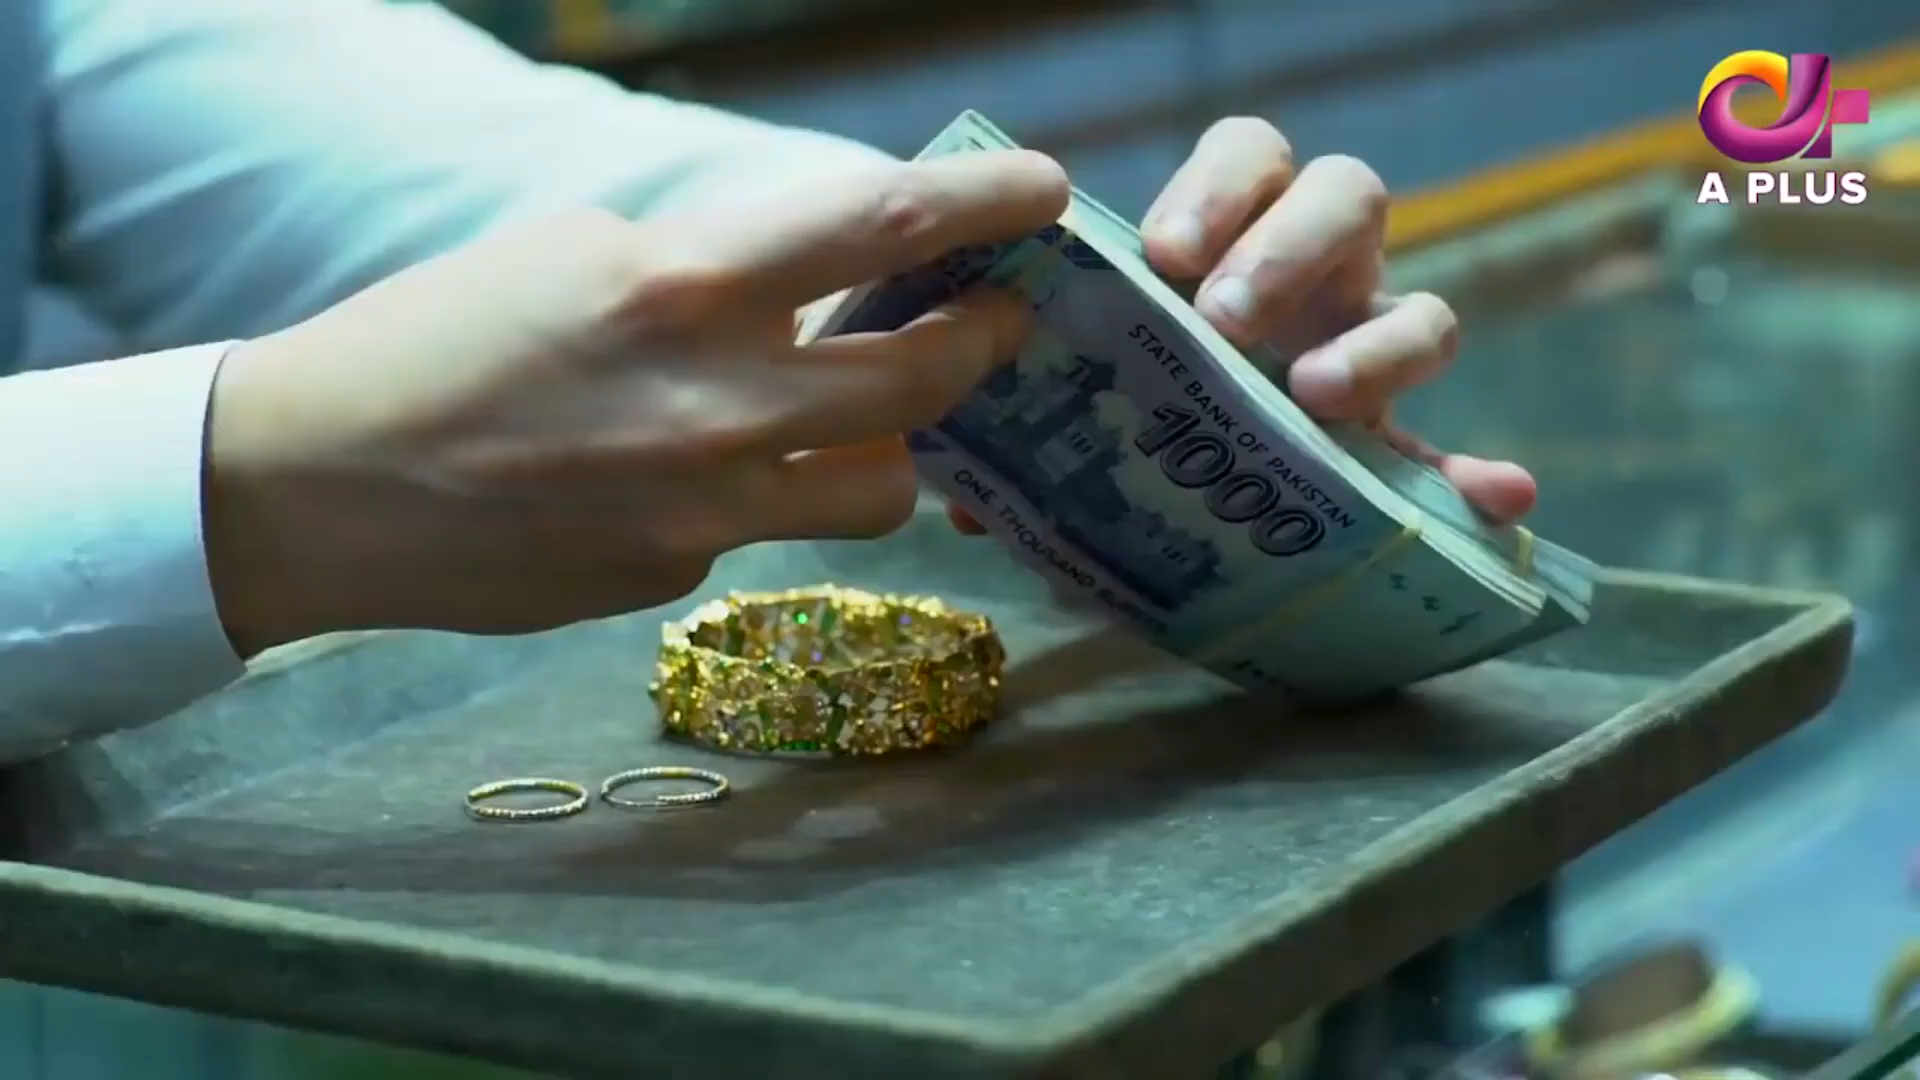 A PLUS
STATE BANK OF PAKISTAN
1000
ONE THOUSAND RUPEES